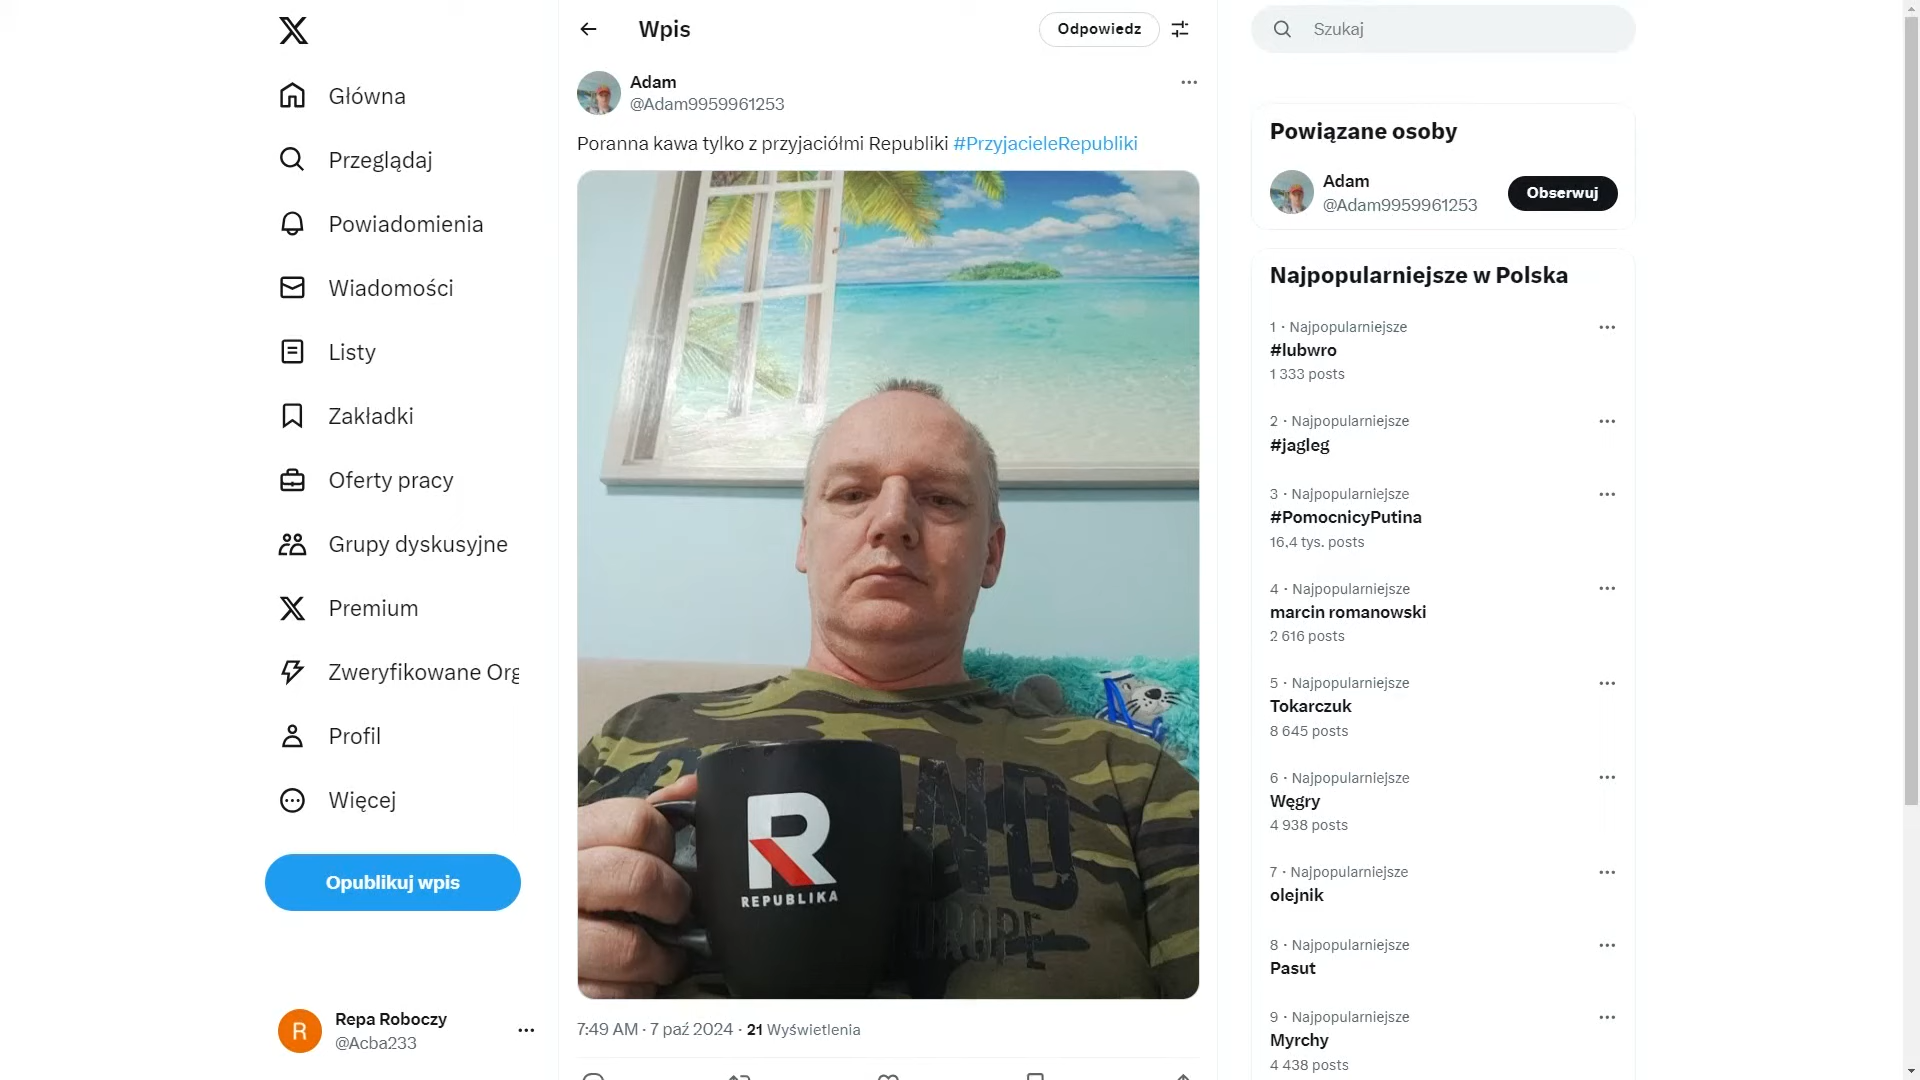 Główna
Przeglądaj
Powiadomienia
Wiadomości
Listy
Zakładki
Oferty pracy
Grupy dyskusyjne
Premium
Zweryfikowane Org
Profil
Więcej
Opublikuj wpis
R
Repa Roboczy
@Acba233
Wpis
Odpowiedz
Adam
@Adam9959961253
Poranna kawa tylko z przyjaciółmi Republiki #PrzyjacieleRepubliki
R
REPUBLIKA
7:49 AM · 7 paź 2024 · 21 Wyświetlenia
Szukaj
Powiązane osoby
Adam
@Adam9959961253
Obserwuj
Najpopularniejsze w Polska
1 · Najpopularniejsze
#lubwro
1 333 posts
2 · Najpopularniejsze
#jagleg
3 · Najpopularniejsze
#PomocnicyPutina
16,4 tys. posts
4 · Najpopularniejsze
marcin romanowski
2 616 posts
5 · Najpopularniejsze
Tokarczuk
8 645 posts
6 · Najpopularniejsze
Węgry
4 938 posts
7 · Najpopularniejsze
olejnik
8 · Najpopularniejsze
Pasut
9 · Najpopularniejsze
Myrchy
4 438 posts